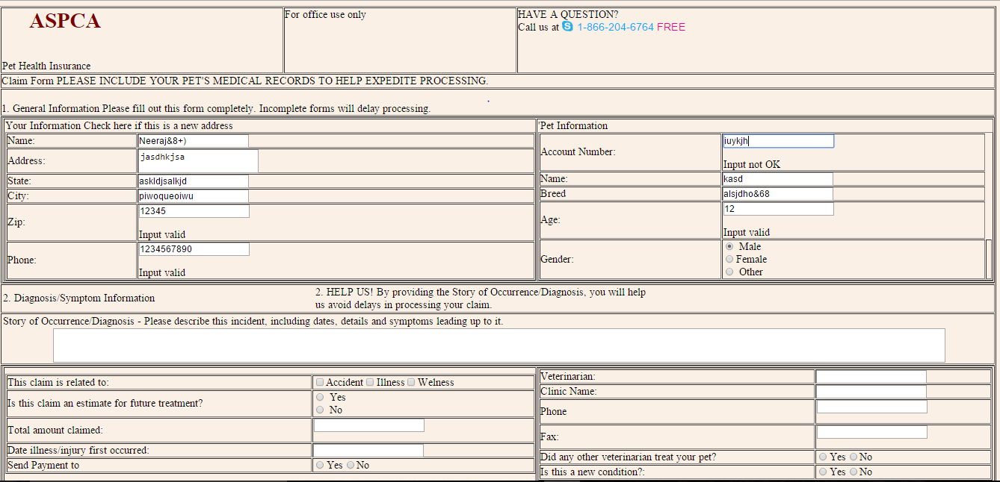 ASPCA
Pet Health Insurance
For office use only
HAVE A QUESTION?
Call us at 1-866-204-6764 FREE
Claim Form PLEASE INCLUDE YOUR PET'S MEDICAL RECORDS TO HELP EXPEDITE PROCESSING.
1. General Information Please fill out this form completely. Incomplete forms will delay processing.
Your Information Check here if this is a new address
Name: Neeraj&8+)
Address: jasdhkjsa
State: askldjsalkjd
City: piwoqueoiwu
Zip: 12345
Input valid
Phone: 1234567890
Input valid
'Pet Information
Account Number: iuykjh
Input not OK
Name: kasd
Breed alsjdho&68
Age: 12
Input valid
Gender: Male
Female
Other
2. Diagnosis/Symptom Information
2. HELP US! By providing the Story of Occurrence/Diagnosis, you will help
us avoid delays in processing your claim.
Story of Occurrence/Diagnosis - Please describe this incident, including dates, details and symptoms leading up to it.
This claim is related to: Accident Illness Welness
Is this claim an estimate for future treatment? Yes
No
Total amount claimed:
Date illness/injury first occurred:
Send Payment to Yes No
Veterinarian:
Clinic Name:
Phone
Fax:
Did any other veterinarian treat your pet? Yes No
Is this a new condition?: Yes No